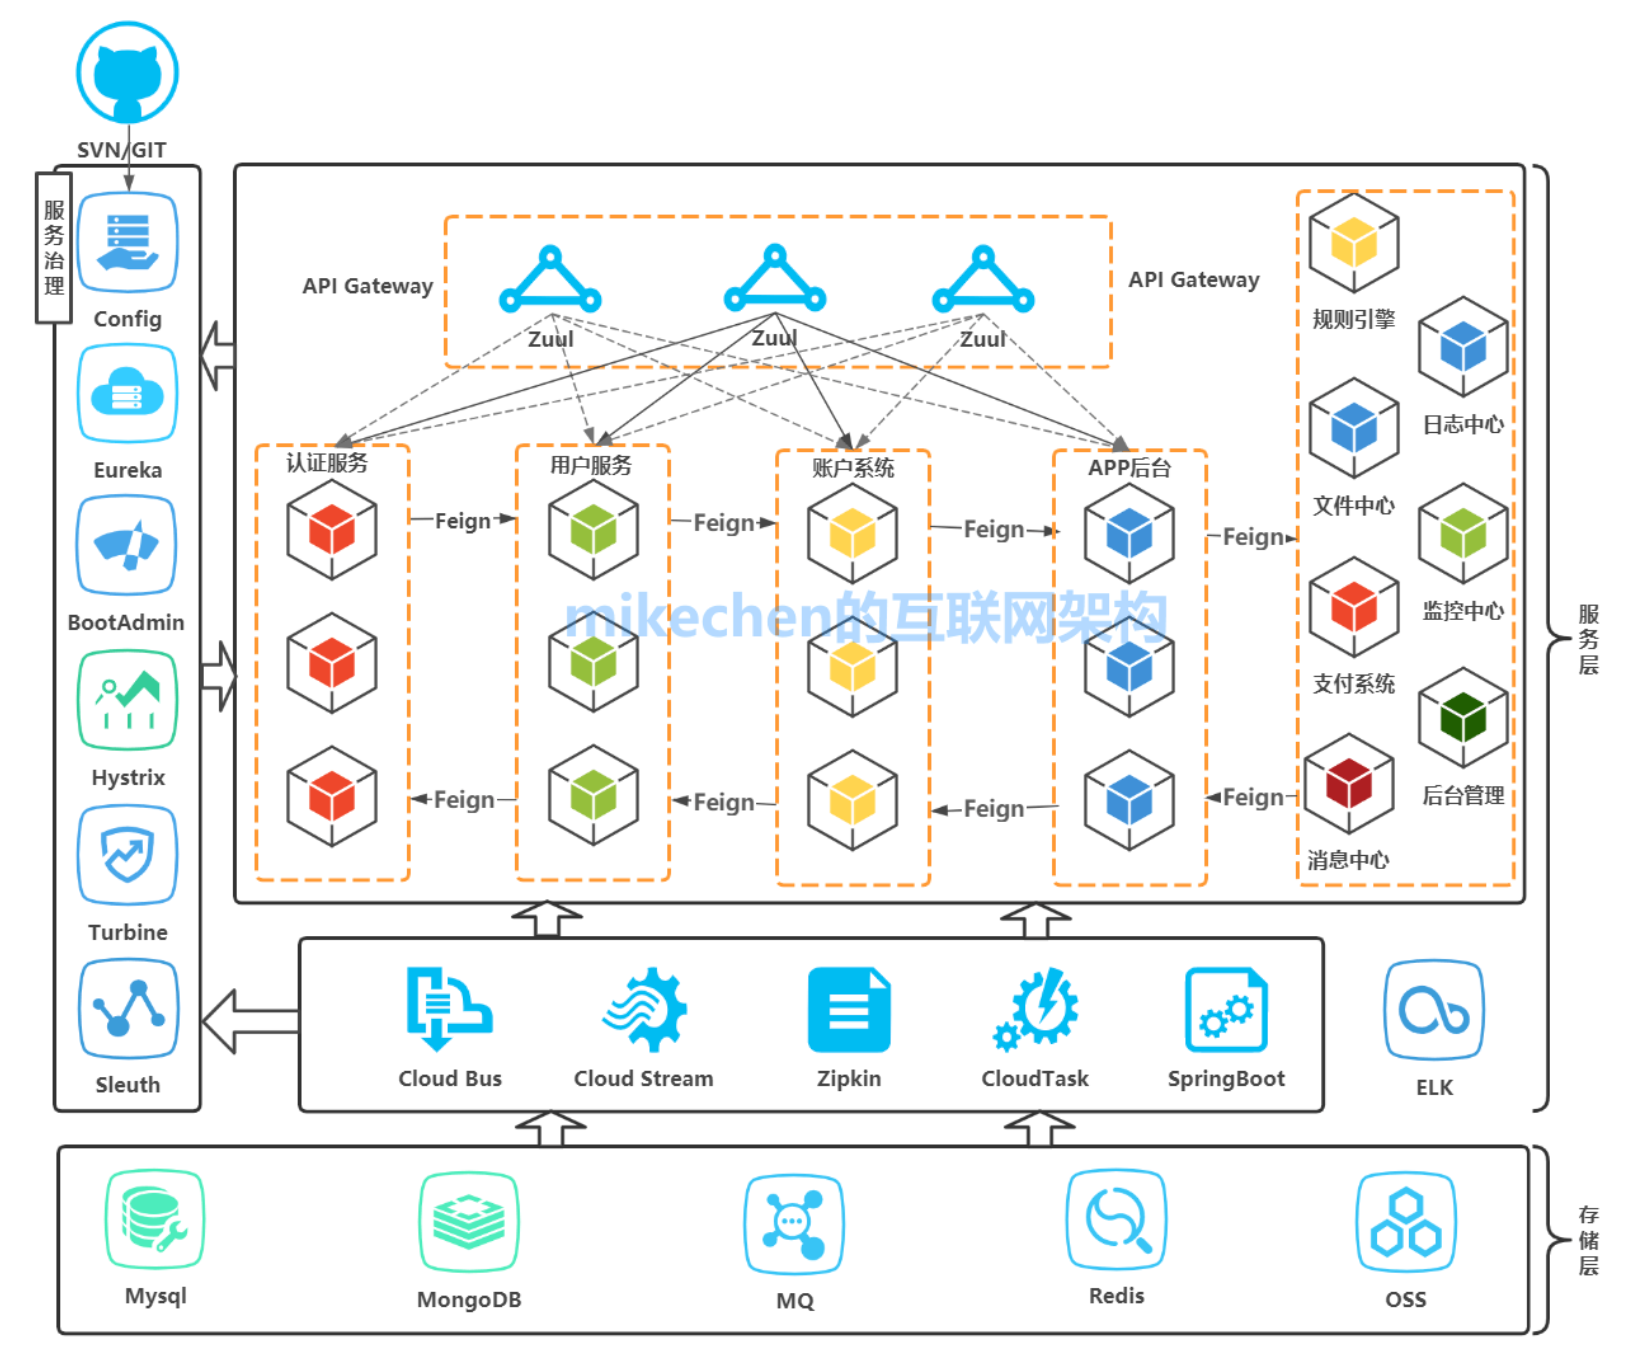 SVN/GIT
服务治理
Config
Eureka
BootAdmin
Hystrix
Turbine
Sleuth
API Gateway
API Gateway
Zuul
Zuul
Zuul
认证服务
用户服务
账户系统
APP后台
Feign
Feign
Feign
Feign
Feign
Feign
Feign
Feign
规则引擎
日志中心
文件中心
监控中心
支付系统
后台管理
消息中心
mikechen的互联网架构
服务层
Cloud Bus
Cloud Stream
Zipkin
CloudTask
SpringBoot
ELK
Mysql
MongoDB
MQ
Redis
OSS
存储层